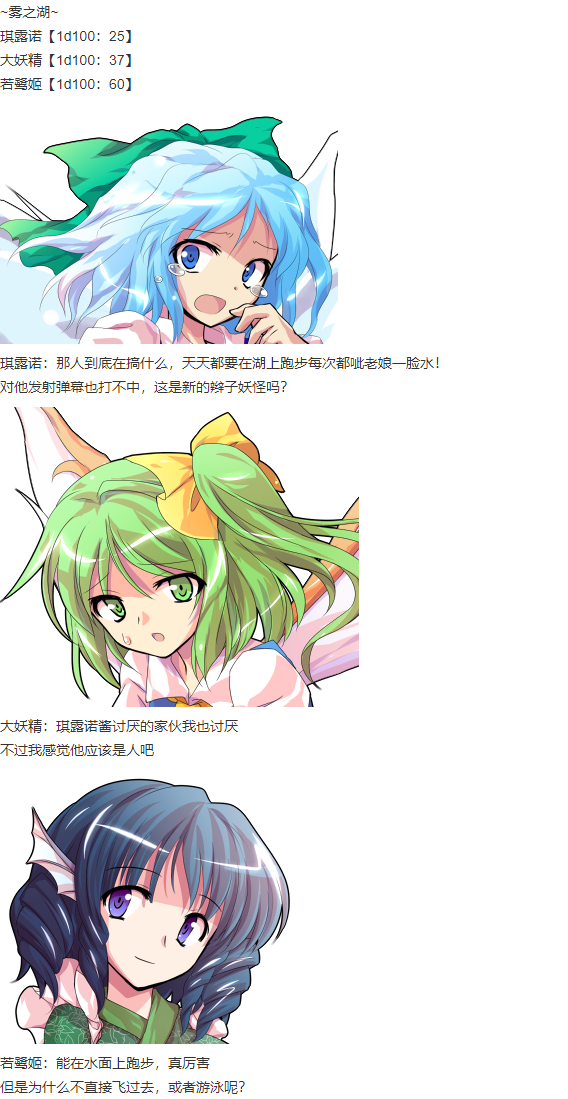 ~雾之湖~
琪露诺【1d100：25】
大妖精【1d100：37】
若鹭姬【1d100：60】
琪露诺：那人到底在搞什么，天天都要在湖上跑步每次都呲老娘一脸水！
对他发射弹幕也打不中，这是新的辫子妖怪吗？
大妖精：琪露诺酱讨厌的家伙我也讨厌
不过我感觉他应该是人吧
若鹭姬：能在水面上跑步，真厉害
但是为什么不直接飞过去，或者游泳呢？